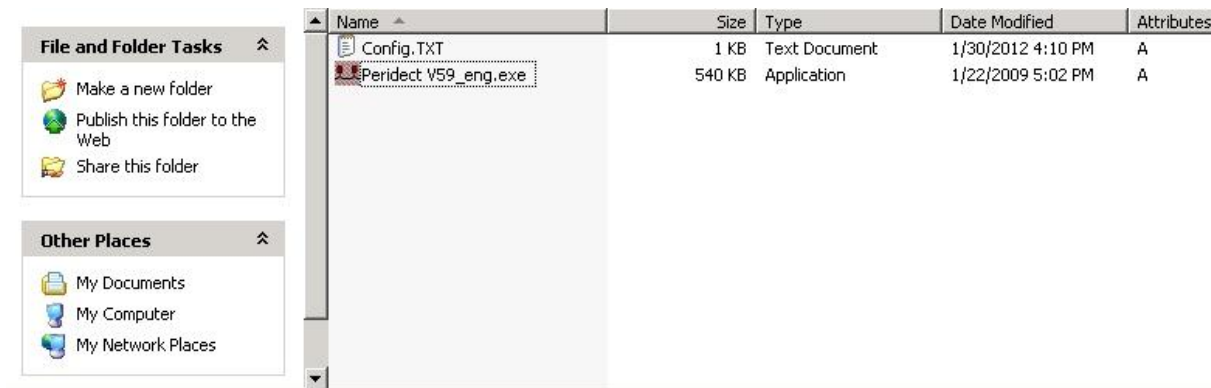 File and Folder Tasks
Make a new folder
Publish this folder to the
Web
Share this folder
Other Places
My Documents
My Computer
My Network Places
Name Size Type Date Modified Attributes
Config.TXT 1 KB Text Document 1/30/2012 4:10 PM A
Peridect V59_eng.exe 540 KB Application 1/22/2009 5:02 PM A